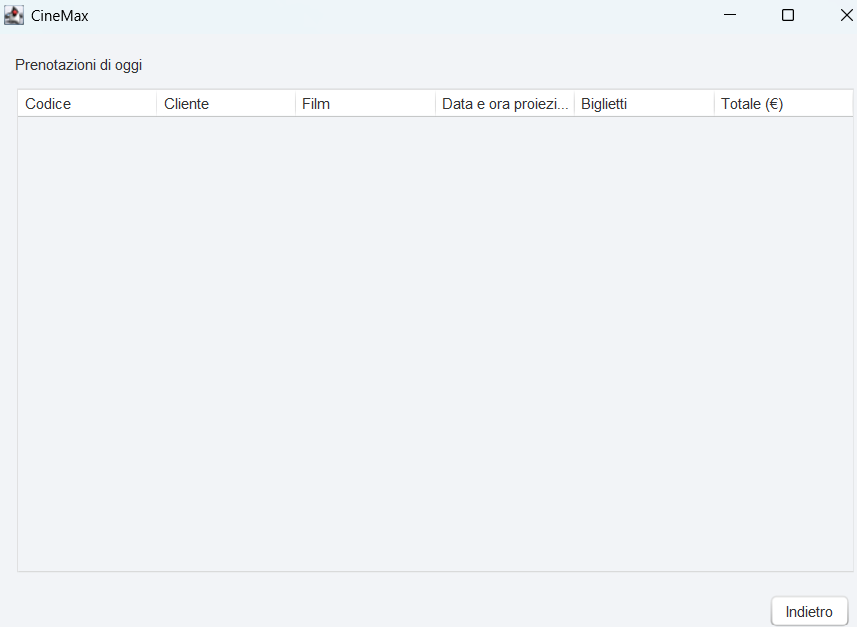 CineMax
Prenotazioni di oggi
Codice Cliente Film Data e ora proiezi... Biglietti Totale (€)
Indietro